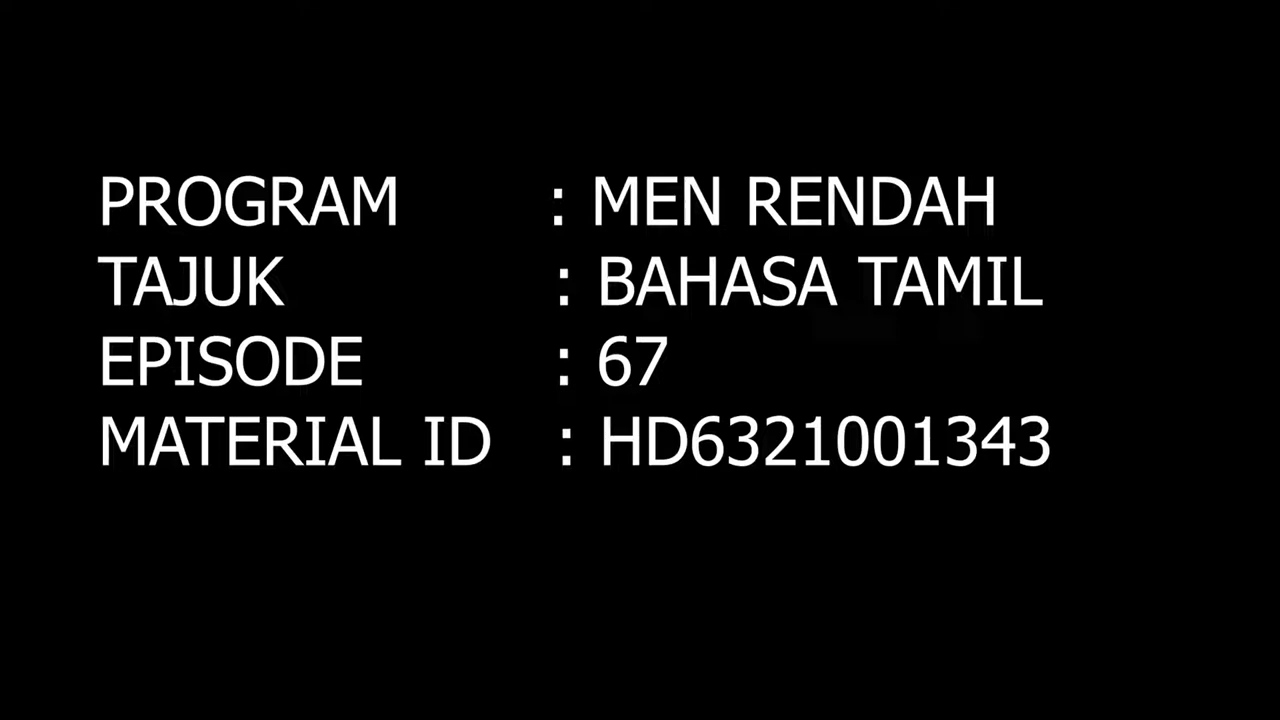 PROGRAM : MEN RENDAH
TAJUK : BAHASA TAMIL
EPISODE : 67
MATERIAL ID : HD6321001343